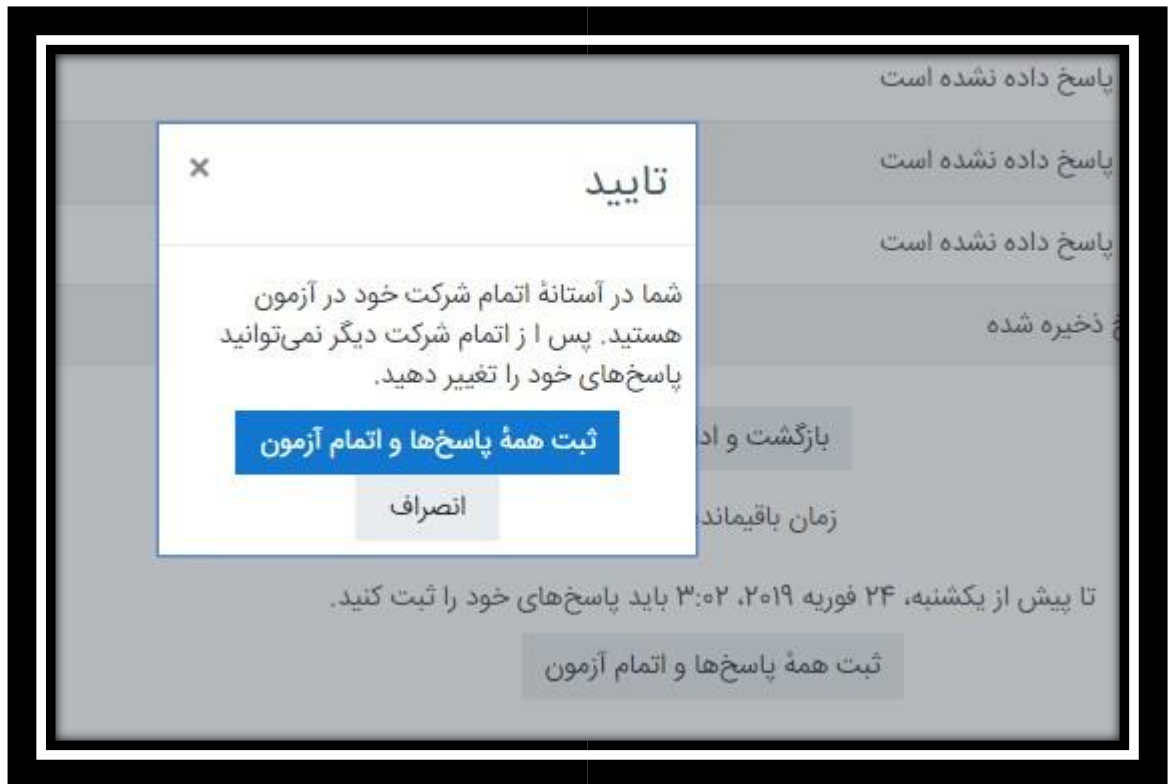 پاسخ داده نشده است
پاسخ داده نشده است
پاسخ داده نشده است
ذخیره شده
تایید
×
شما در آستانهٔ اتمام شرکت خود در آزمون
هستید. پس ا ز اتمام شرکت دیگر نمی‌توانید
پاسخ‌های خود را تغییر دهید.
ثبت همهٔ پاسخ‌ها و اتمام آزمون
انصراف
بازگشت و
زمان
تا پیش از یکشنبه، ۲۴ فوریه ۲۰۱۹، ۳:۰۲ باید پاسخ‌های خود را ثبت کنید.
ثبت همهٔ پاسخ‌ها و اتمام آزمون